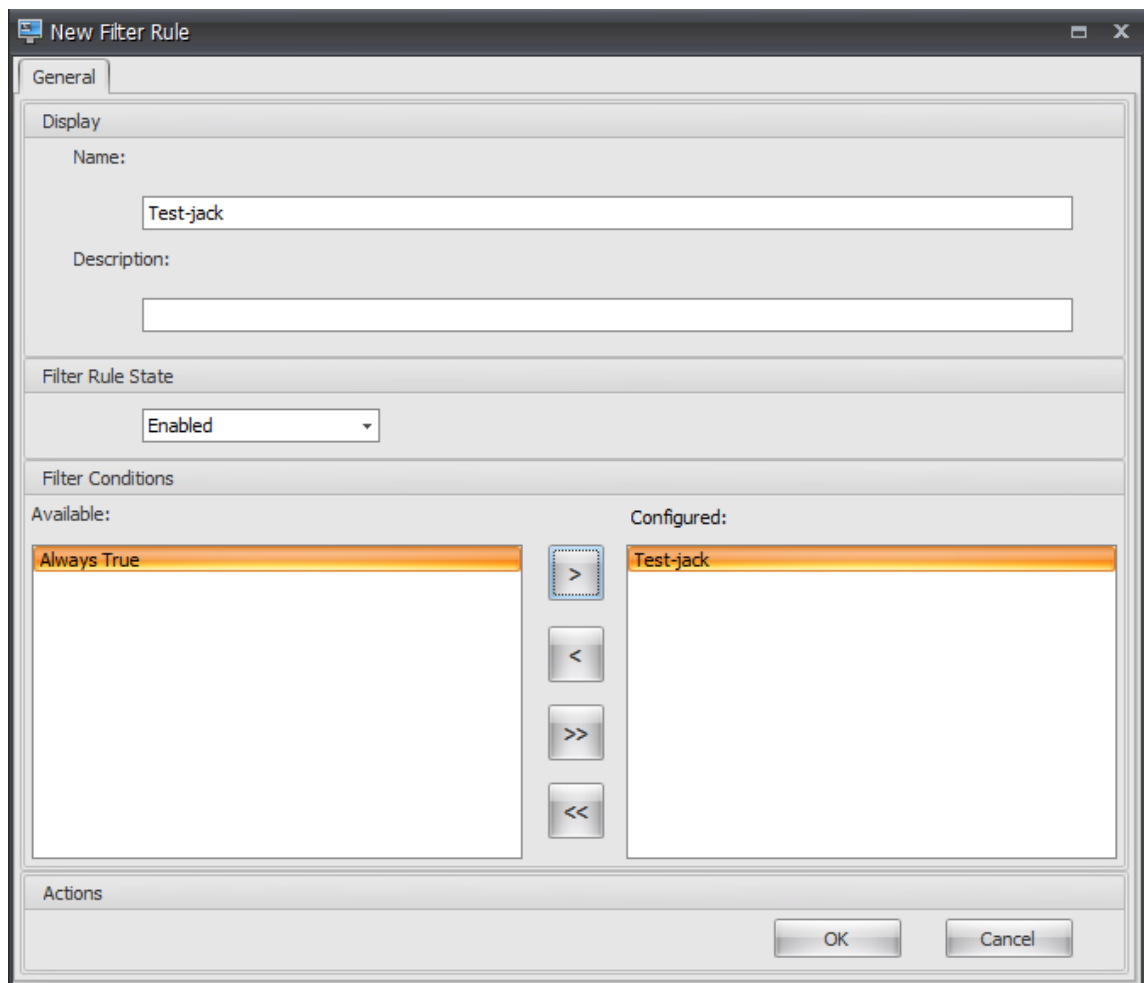 New Filter Rule
General
Display
Name:
Test-jack
Description:
Filter Rule State
Enabled
Filter Conditions
Available:
Configured:
Always True
>
Test-jack
<
>>
<<
Actions
OK
Cancel